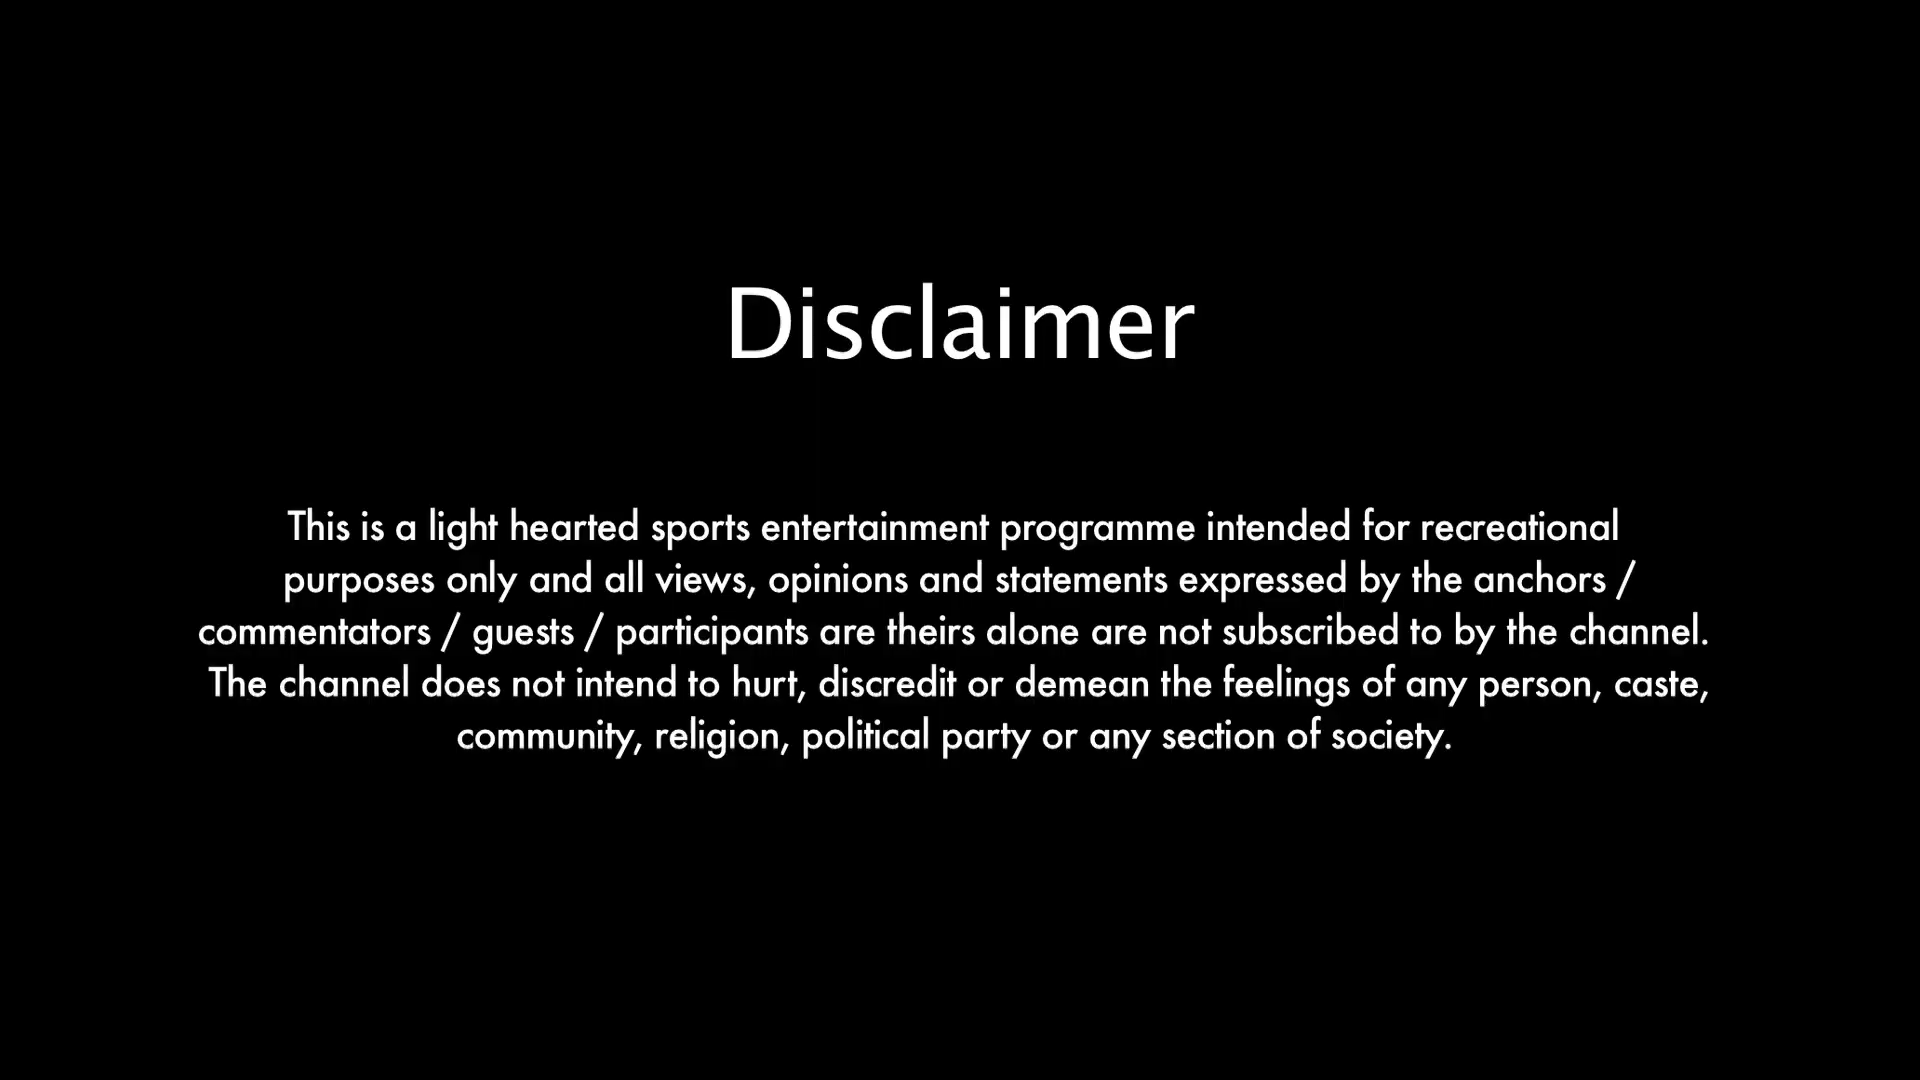 Disclaimer
This is a light hearted sports entertainment programme intended for recreational
purposes only and all views, opinions and statements expressed by the anchors /
commentators / guests / participants are theirs alone are not subscribed to by the channel.
The channel does not intend to hurt, discredit or demean the feelings of any person, caste,
community, religion, political party or any section of society.